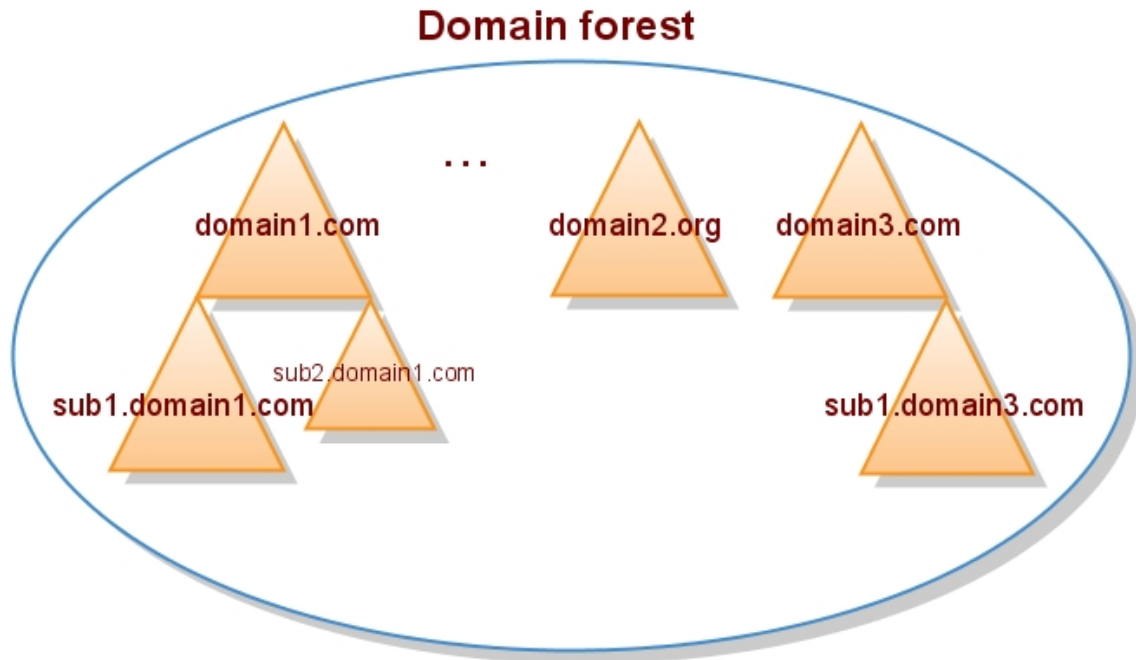 Domain forest
...
domain1.com
domain2.org
domain3.com
sub2.domain1.com
sub1.domain1.com
sub1.domain3.com